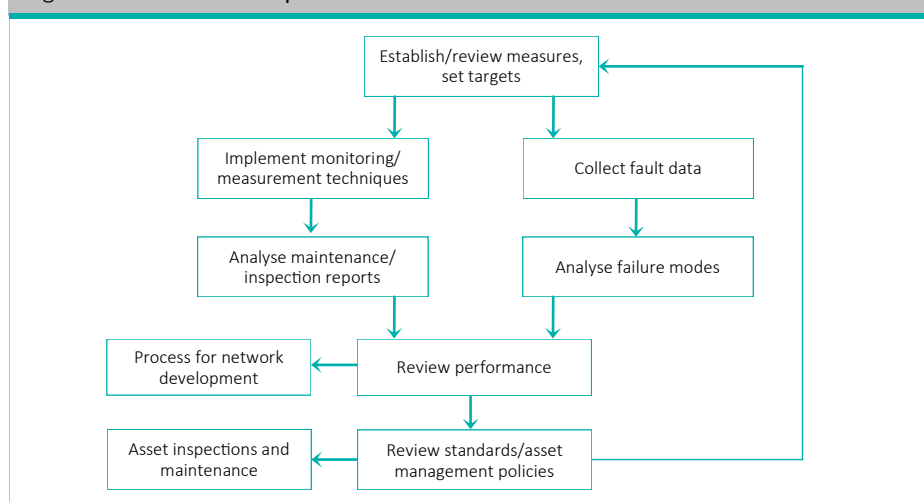 Establish/review measures,
set targets
Implement monitoring/
measurement techniques
Collect fault data
Analyse maintenance/
inspection reports
Analyse failure modes
Process for network
development
Review performance
Asset inspections and
maintenance
Review standards/asset
management policies